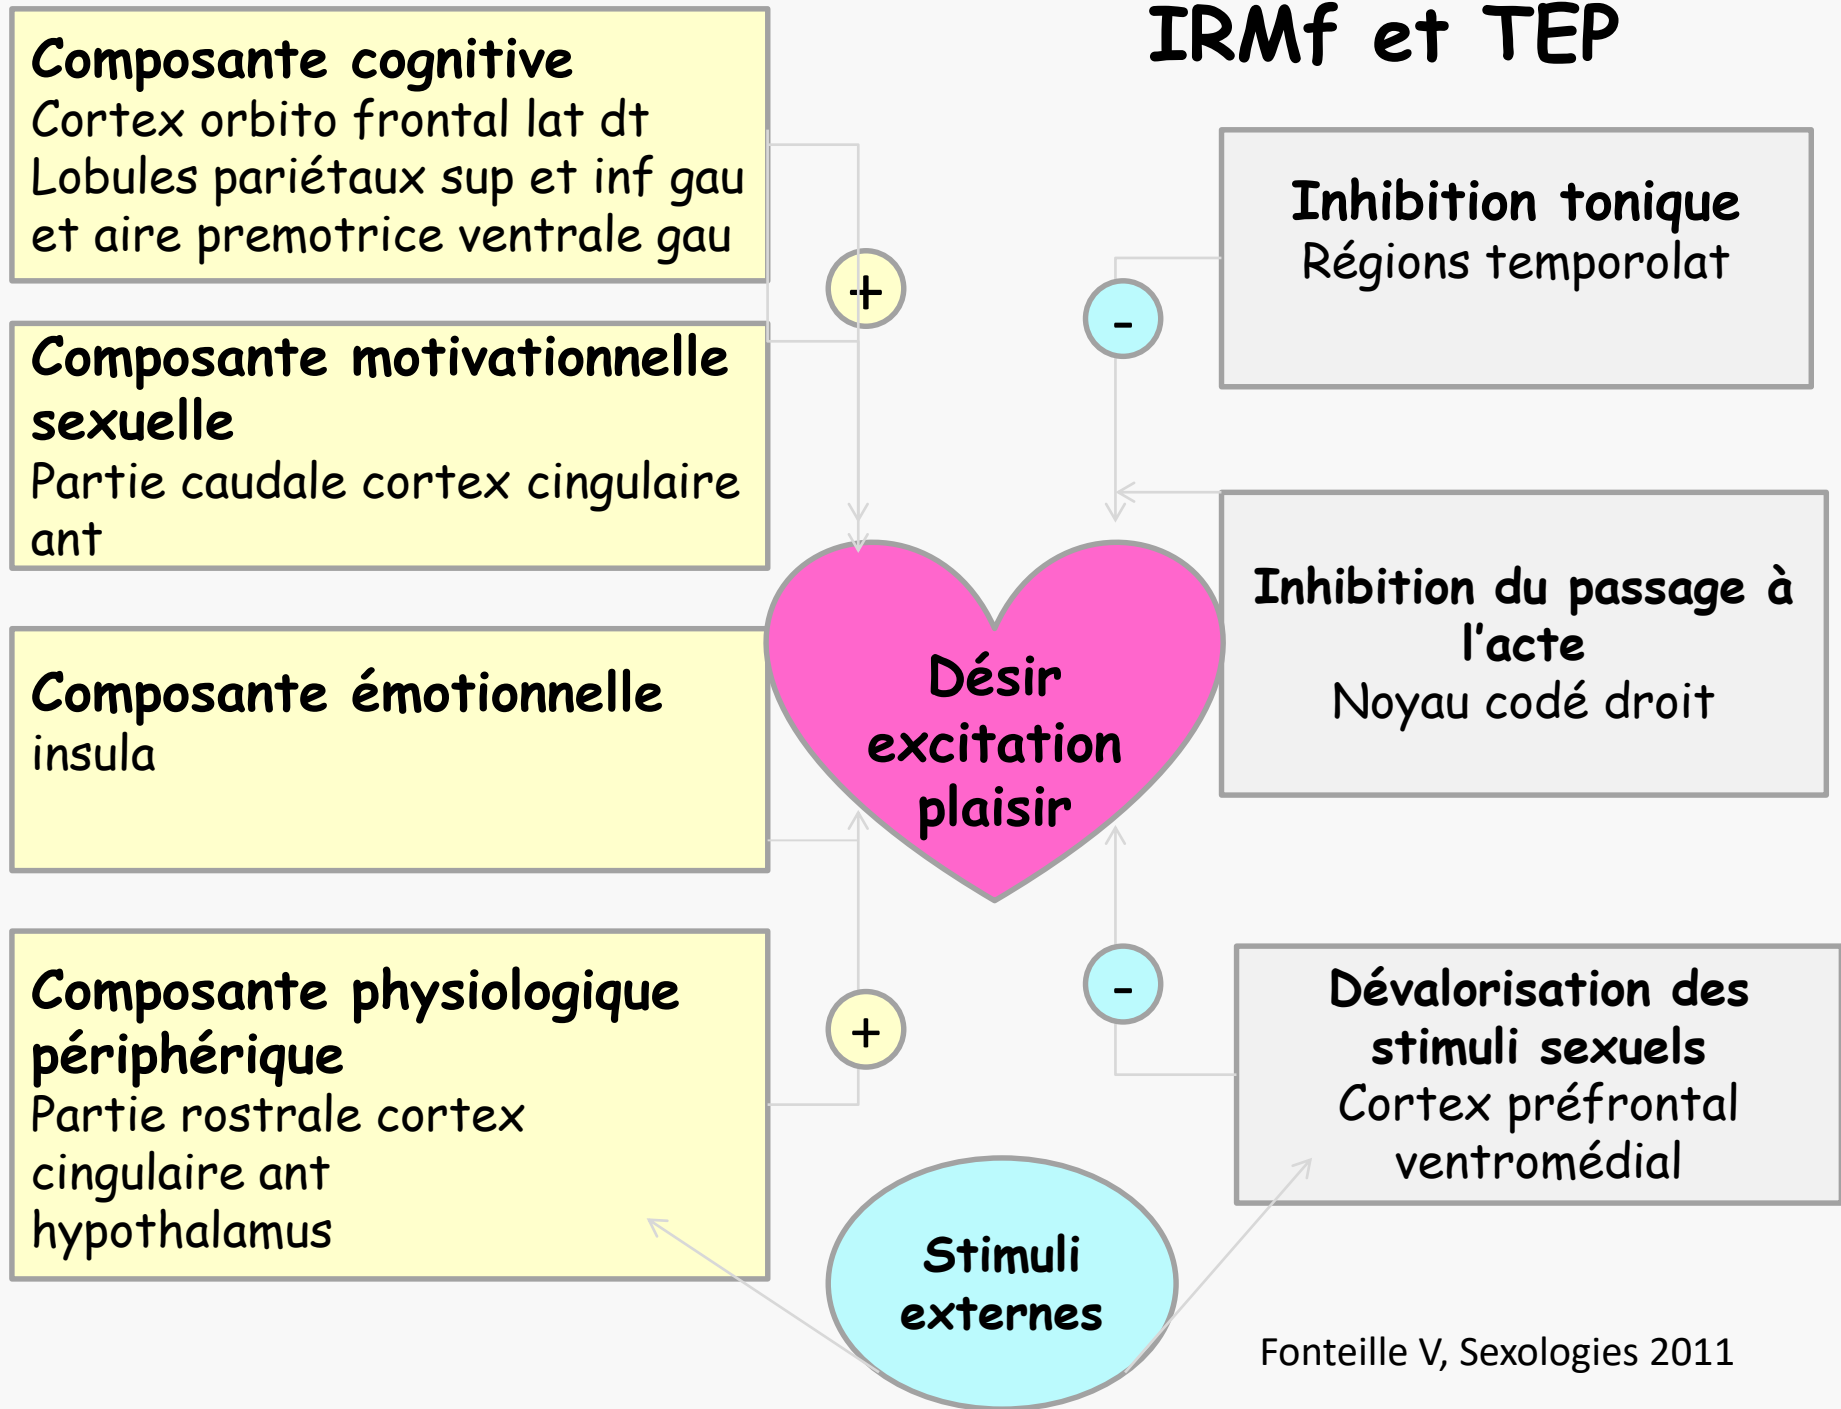 IRMf et TEP
Composante cognitive
Cortex orbito frontal lat dt
Lobules pariétaux sup et inf gau
et aire premotrice ventrale gau
+
Composante motivationnelle
sexuelle
Partie caudale cortex cingulaire
ant
Composante émotionnelle
insula
Composante physiologique
périphérique
Partie rostrale cortex
cingulaire ant
hypothalamus
+
Désir
excitation
plaisir
Stimuli
externes
-
Inhibition tonique
Régions temporolat
Inhibition du passage à
l'acte
Noyau codé droit
-
Dévalorisation des
stimuli sexuels
Cortex préfrontal
ventromédial
Fonteille V, Sexologies 2011